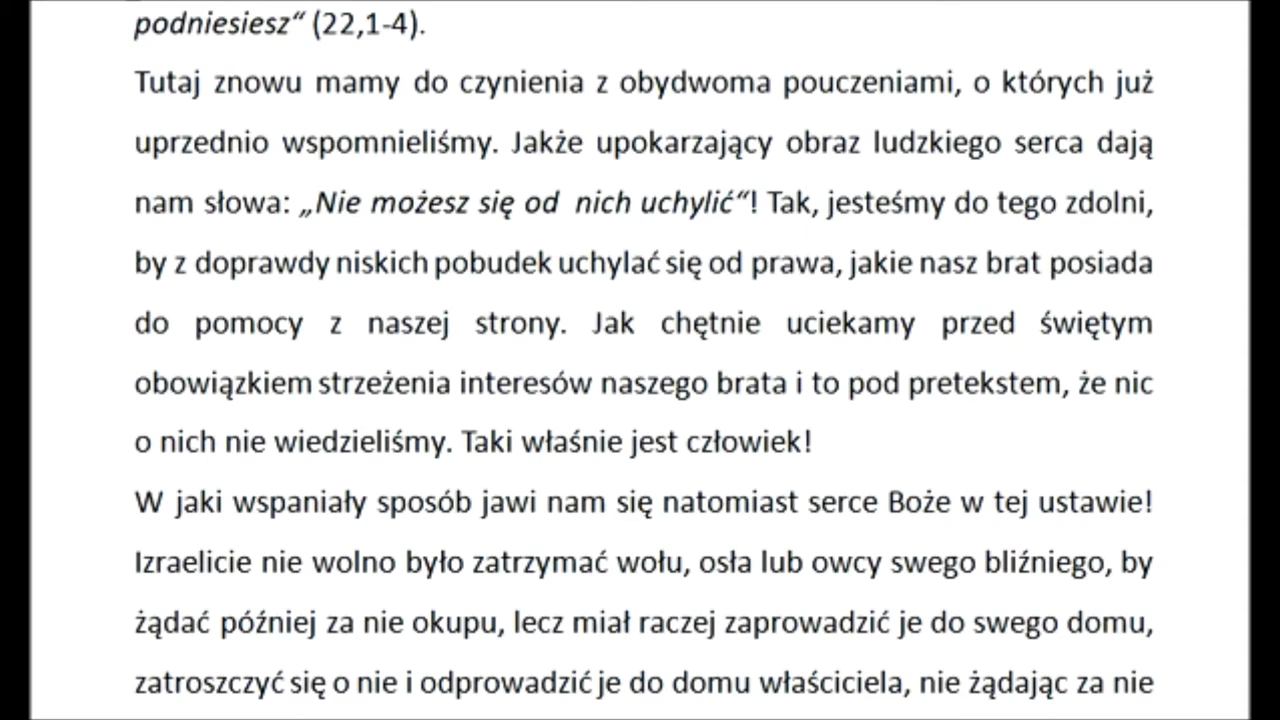 podniesiesz“ (22,1-4).
Tutaj znowu mamy do czynienia z obydwoma pouczeniami, o których już
uprzednio wspomnieliśmy. Jakże upokarzający obraz ludzkiego serca dają
nam słowa: „Nie możesz się od nich uchylić“! Tak, jesteśmy do tego zdolni,
by z doprawdy niskich pobudek uchylać się od prawa, jakie nasz brat posiada
do pomocy z naszej strony. Jak chętnie uciekamy przed świętym
obowiązkiem strzeżenia interesów naszego brata i to pod pretekstem, że nic
o nich nie wiedzieliśmy. Taki właśnie jest człowiek!
W jaki wspaniały sposób jawi nam się natomiast serce Boże w tej ustawie!
Izraelicie nie wolno było zatrzymać wołu, osła lub owcy swego bliźniego, by
żądać później za nie okupu, lecz miał raczej zaprowadzić je do swego domu,
zatroszczyć się o nie i odprowadzić je do domu właściciela, nie żądając za nie